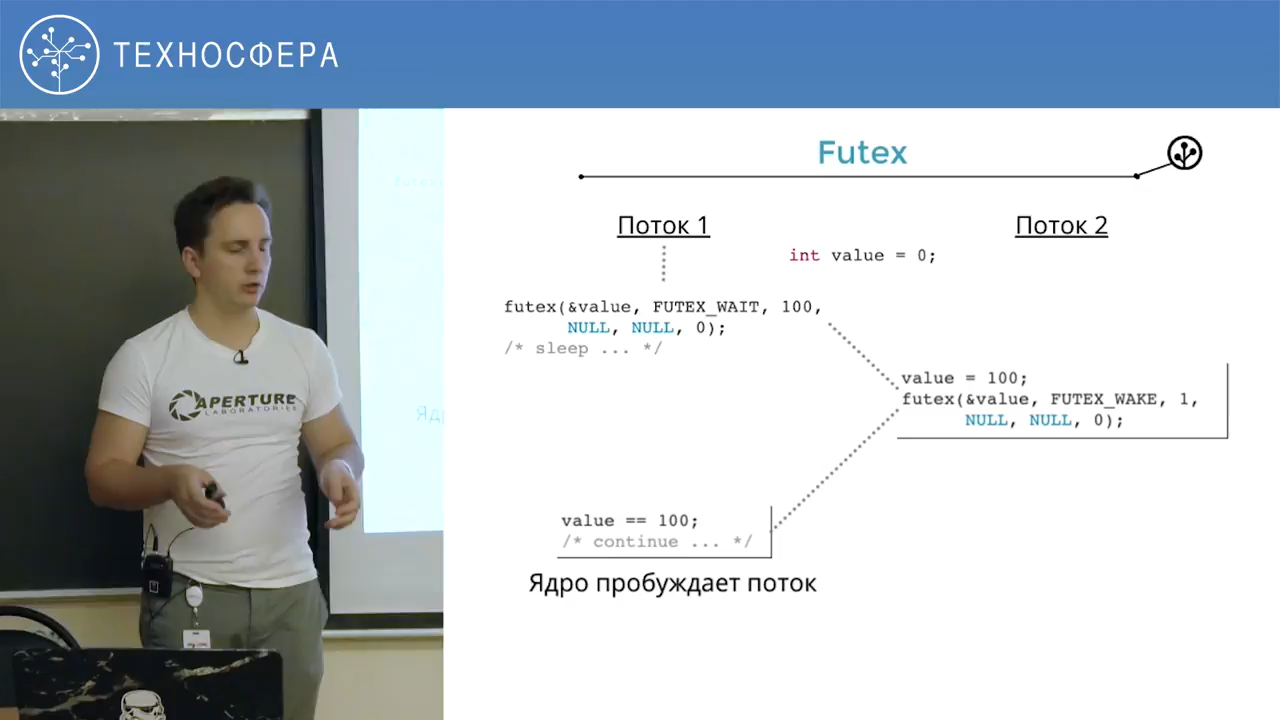 ТЕХНОСФЕРА
Futex
Поток 1
Поток 2
int value = 0;
futex(&value, FUTEX_WAIT, 100,
NULL, NULL, 0);
/* sleep ... */
value = 100;
futex(&value, FUTEX_WAKE, 1,
NULL, NULL, 0);
value == 100;
/* continue ... */
Ядро пробуждает поток
APERTURE
LABORATORIES